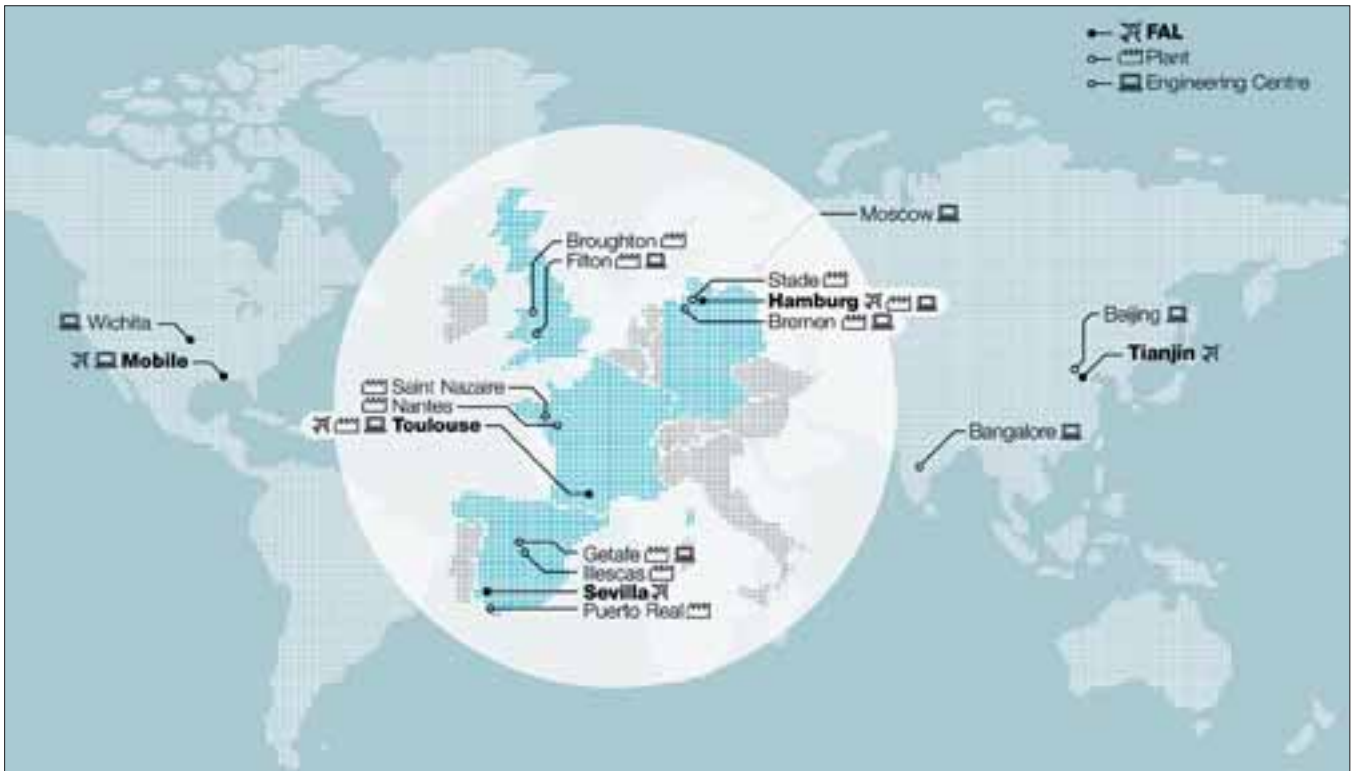 FAL
Plant
Engineering Centre
Moscow
Broughton
Filton
Stade
Hamburg
Bremen
Wichita
Mobile
Beijing
Tianjin
Saint Nazaire
Nantes
Toulouse
Bangalore
Getafe
Illescas
Sevilla
Puerto Real